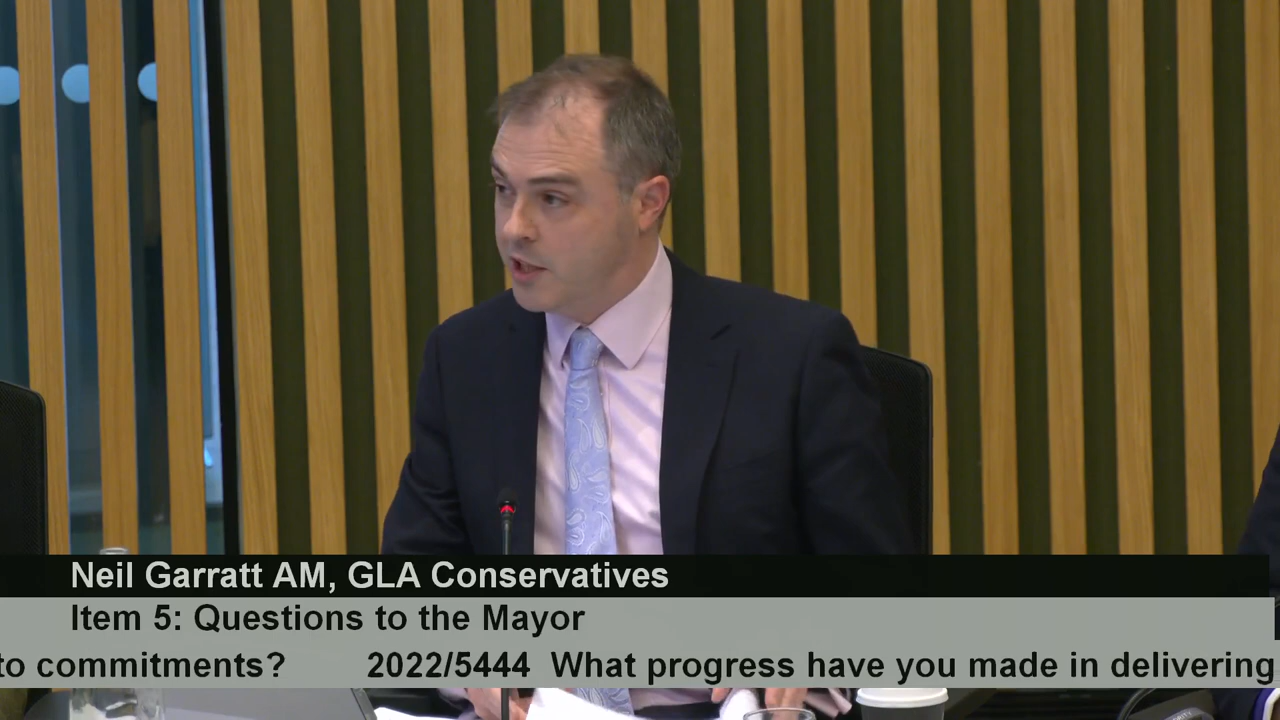 Neil Garratt AM, GLA Conservatives
Item 5: Questions to the Mayor
to commitments? 2022/5444 What progress have you made in delivering